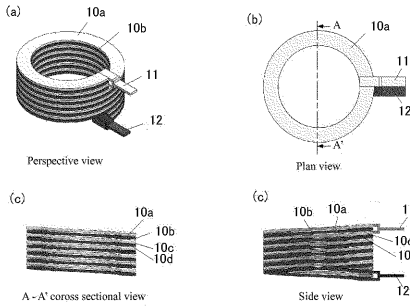 (a)
10a
10b
11
12
Perspective view
(b)
A
10a
11
12
A'
Plan view
(c)
10a
10b
10c
10d
A - A' coross sectional view
(c)
10b
10a
12
Side view